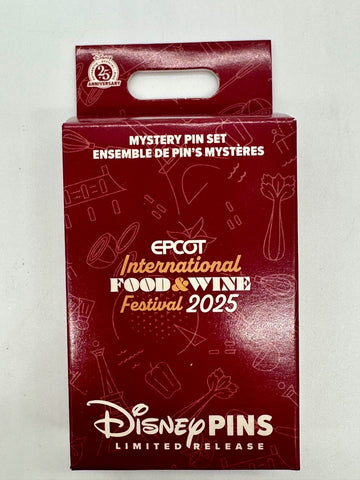 25
ANNIVERSARY
MYSTERY PIN SET
ENSEMBLE DE PIN'S MYSTÈRES
EPCOT
International
FOOD & WINE
Festival 2025
Disney PINS
LIMITED RELEASE